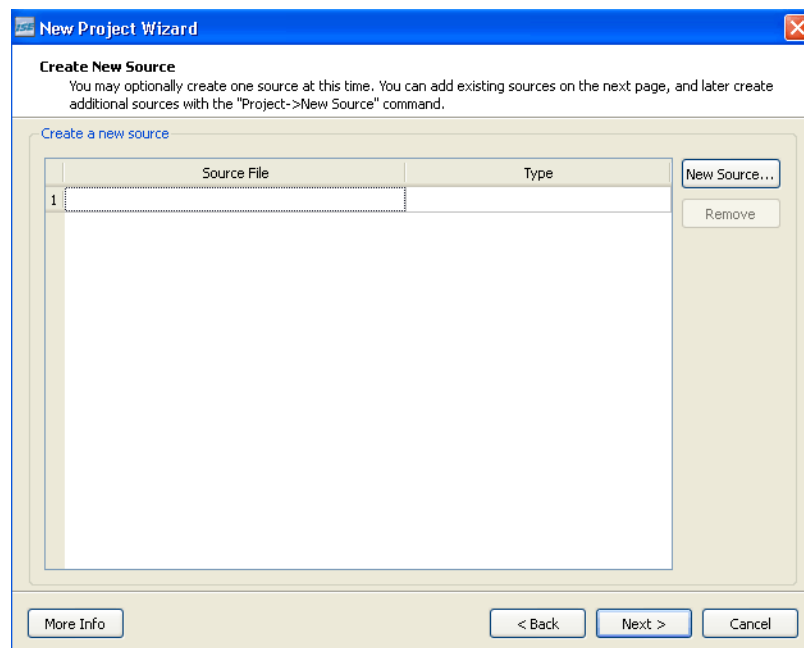 ISE New Project Wizard
Create New Source
You may optionally create one source at this time. You can add existing sources on the next page, and later create
additional sources with the "Project->New Source" command.
Create a new source
Source File Type New Source...
1
Remove
More Info < Back Next > Cancel